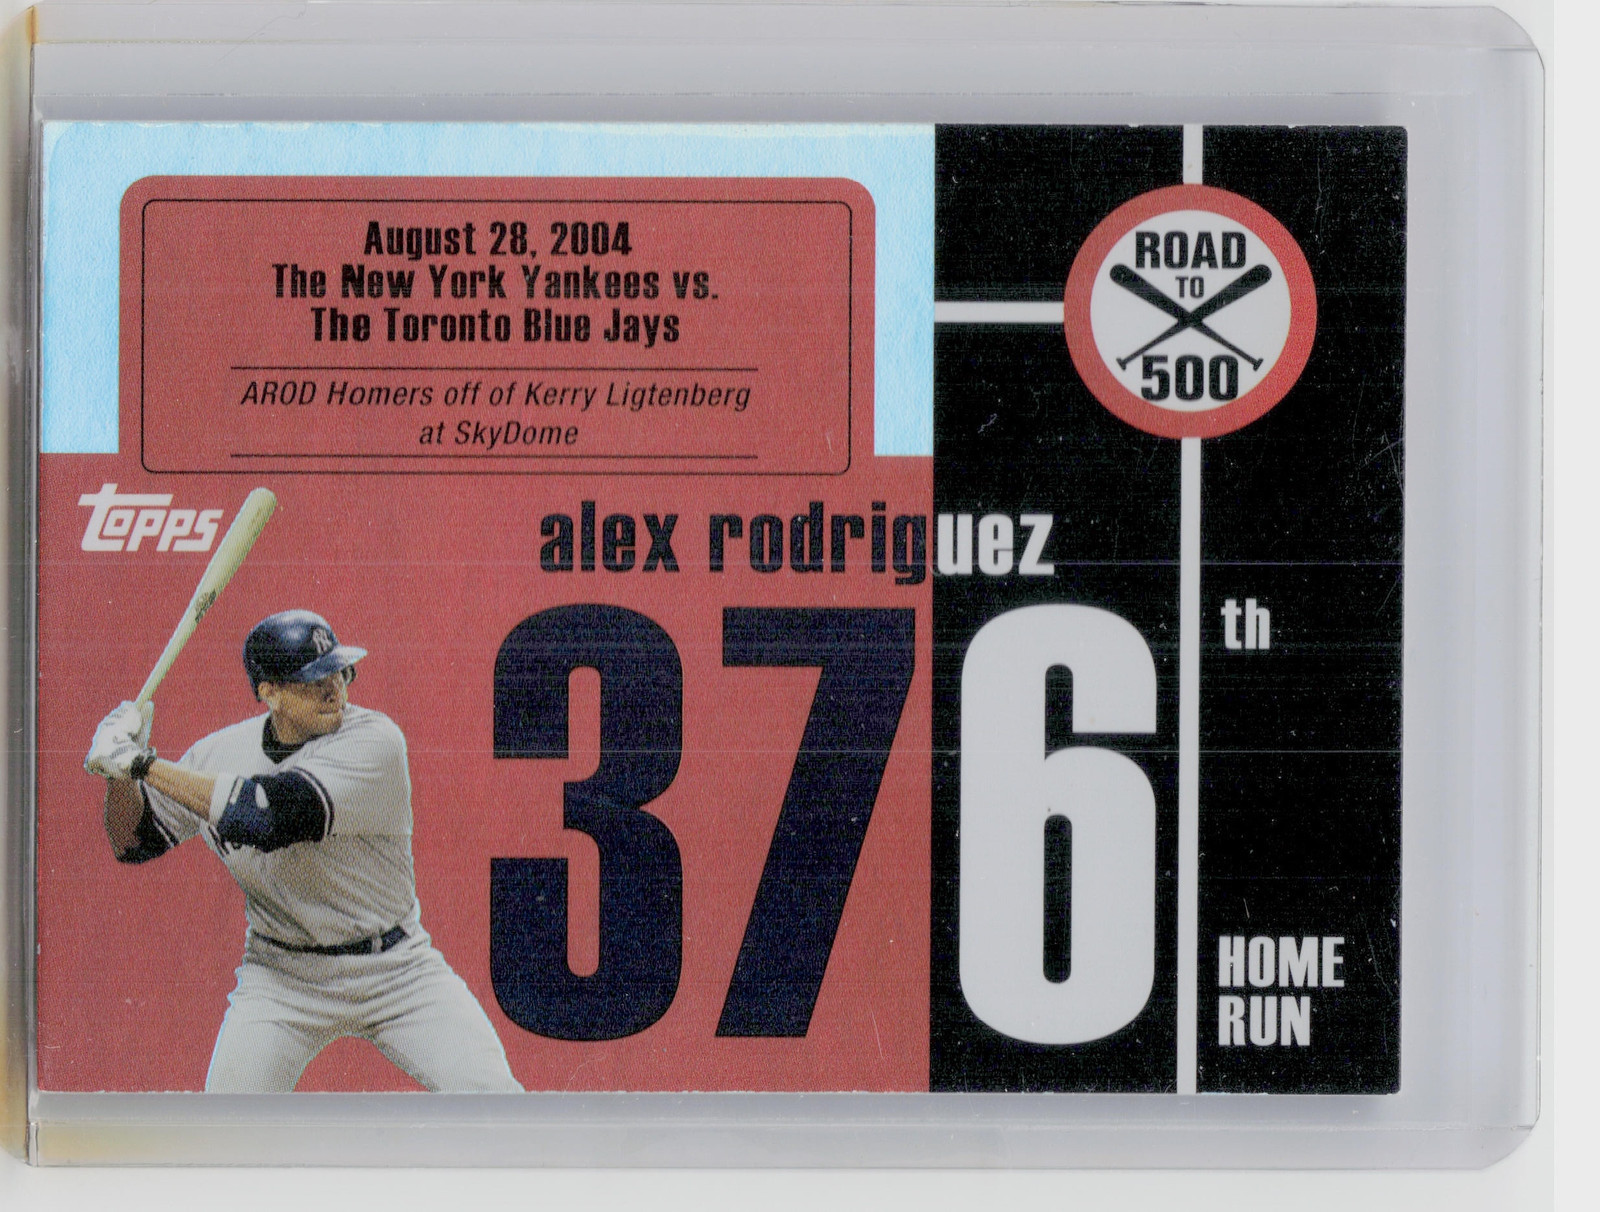 August 28, 2004
The New York Yankees vs.
The Toronto Blue Jays
AROD Homers off of Kerry Ligtenberg
at SkyDome
ROAD
TO
500
Topps
alex rodriguez
376
th
HOME
RUN
NY